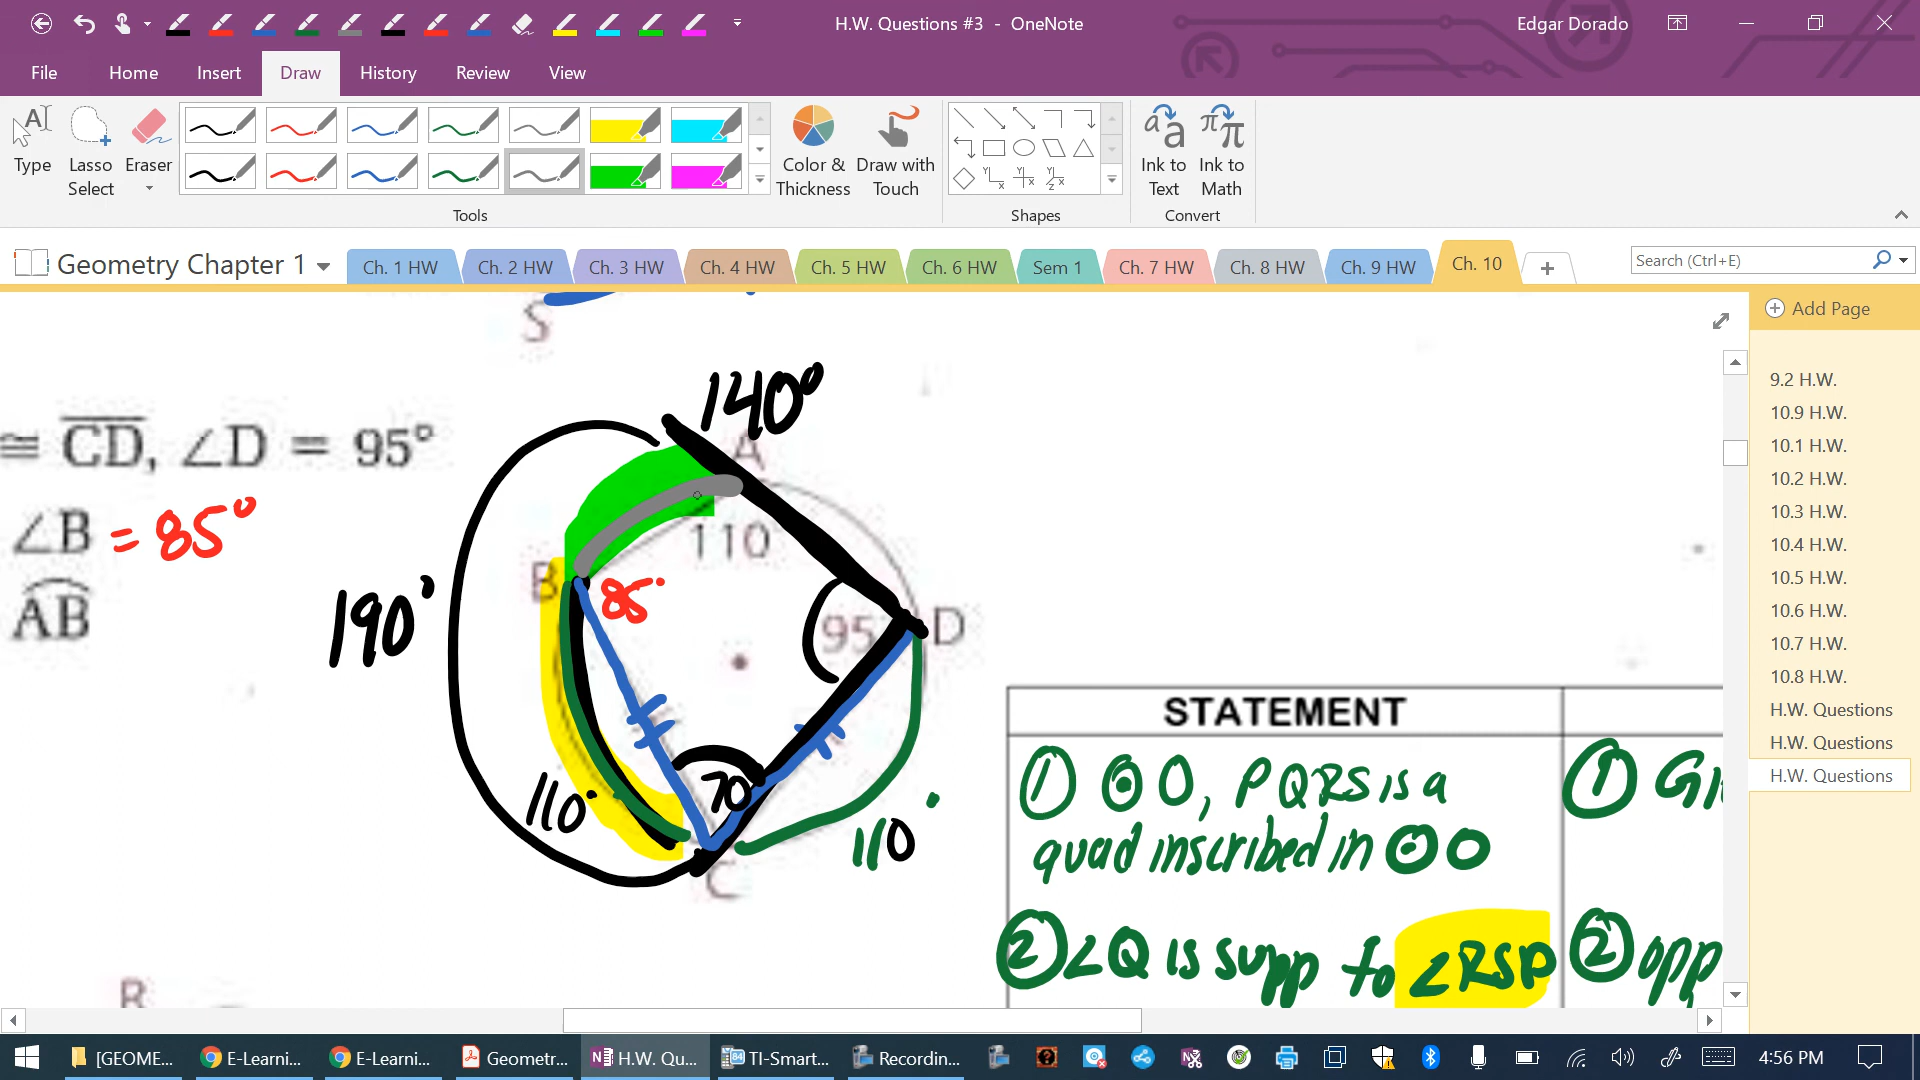 H.W. Questions #3 - OneNote
Edgar Dorado
File Home Insert Draw History Review View
Type
Lasso Select
Eraser
Color & Thickness
Draw with Touch
Ink to Text
Ink to Math
Tools
Shapes
Convert
Geometry Chapter 1
Ch. 1 HW Ch. 2 HW Ch. 3 HW Ch. 4 HW Ch. 5 HW Ch. 6 HW Sem 1 Ch. 7 HW Ch. 8 HW Ch. 9 HW Ch. 10
Search (Ctrl+E)
Add Page
9.2 H.W.
10.9 H.W.
10.1 H.W.
10.2 H.W.
10.3 H.W.
10.4 H.W.
10.5 H.W.
10.6 H.W.
10.7 H.W.
10.8 H.W.
H.W. Questions
H.W. Questions
H.W. Questions
S
≅ CD, ∠D = 95°
∠B = 85°
AB
140°
A
110
B
85°
190°
95
D
70
110°
110°
C
R
STATEMENT
① ⊙O, PQRS is a
quad inscribed in ⊙O
② ∠Q is supp to ∠RSP
① G
② opp
[GEOME...
E-Learni...
E-Learni...
Geometr...
H.W. Qu...
TI-Smart...
Recordin...
4:56 PM